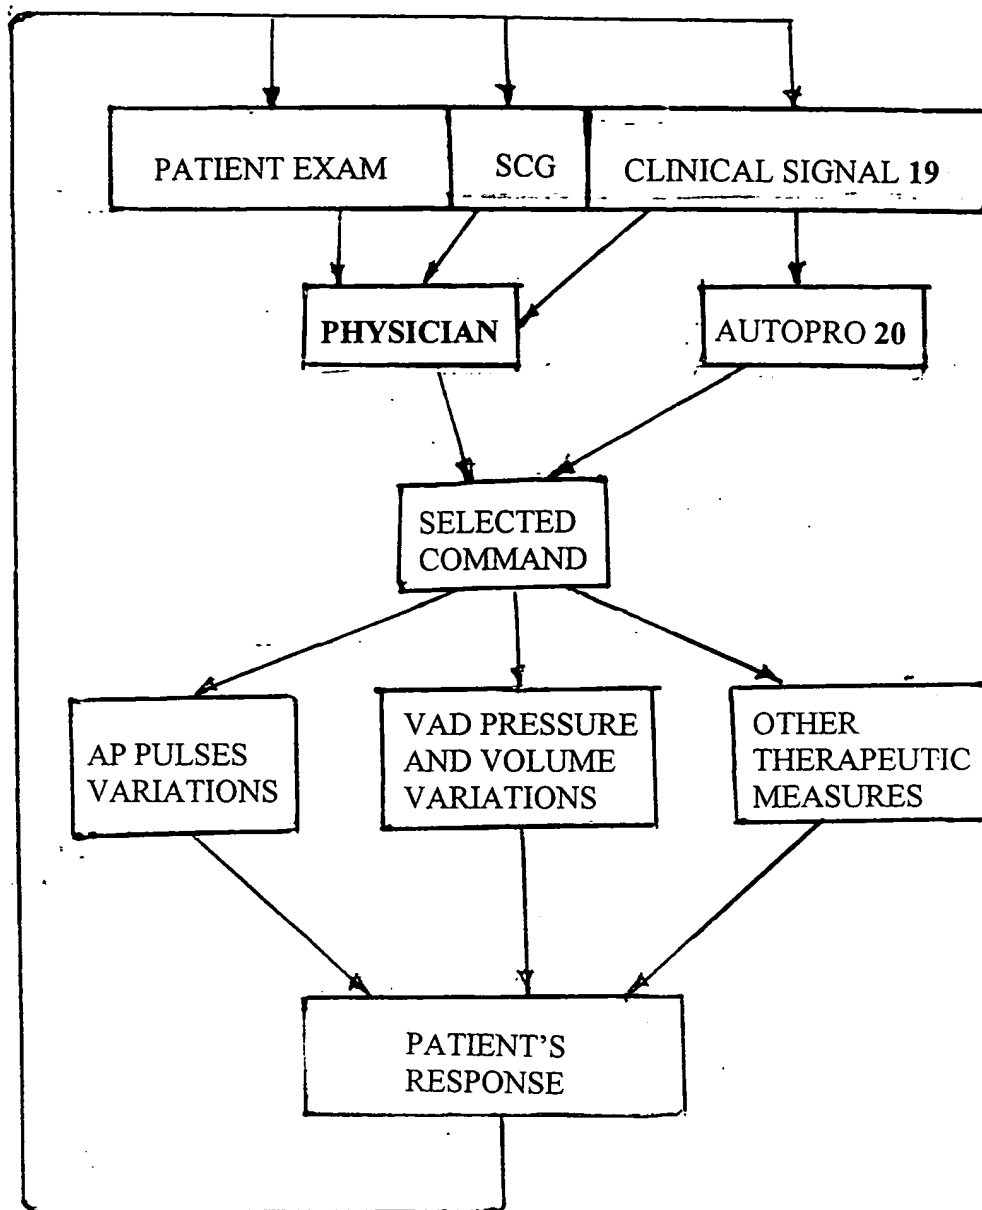 PATIENT EXAM
SCG
CLINICAL SIGNAL 19
PHYSICIAN
AUTOPRO 20
SELECTED
COMMAND
AP PULSES
VARIATIONS
VAD PRESSURE
AND VOLUME
VARIATIONS
OTHER
THERAPEUTIC
MEASURES
PATIENT'S
RESPONSE